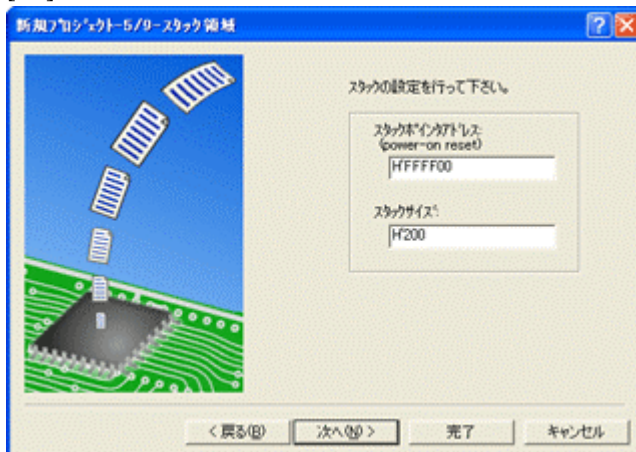 新規プロジェクト-5/9-スタック領域
スタックの設定を行って下さい。
スタックポインタアドレス:
(power-on reset)
H'FFFF00
スタックサイズ:
H'200
< 戻る(B)
次へ(N) >
完了
キャンセル